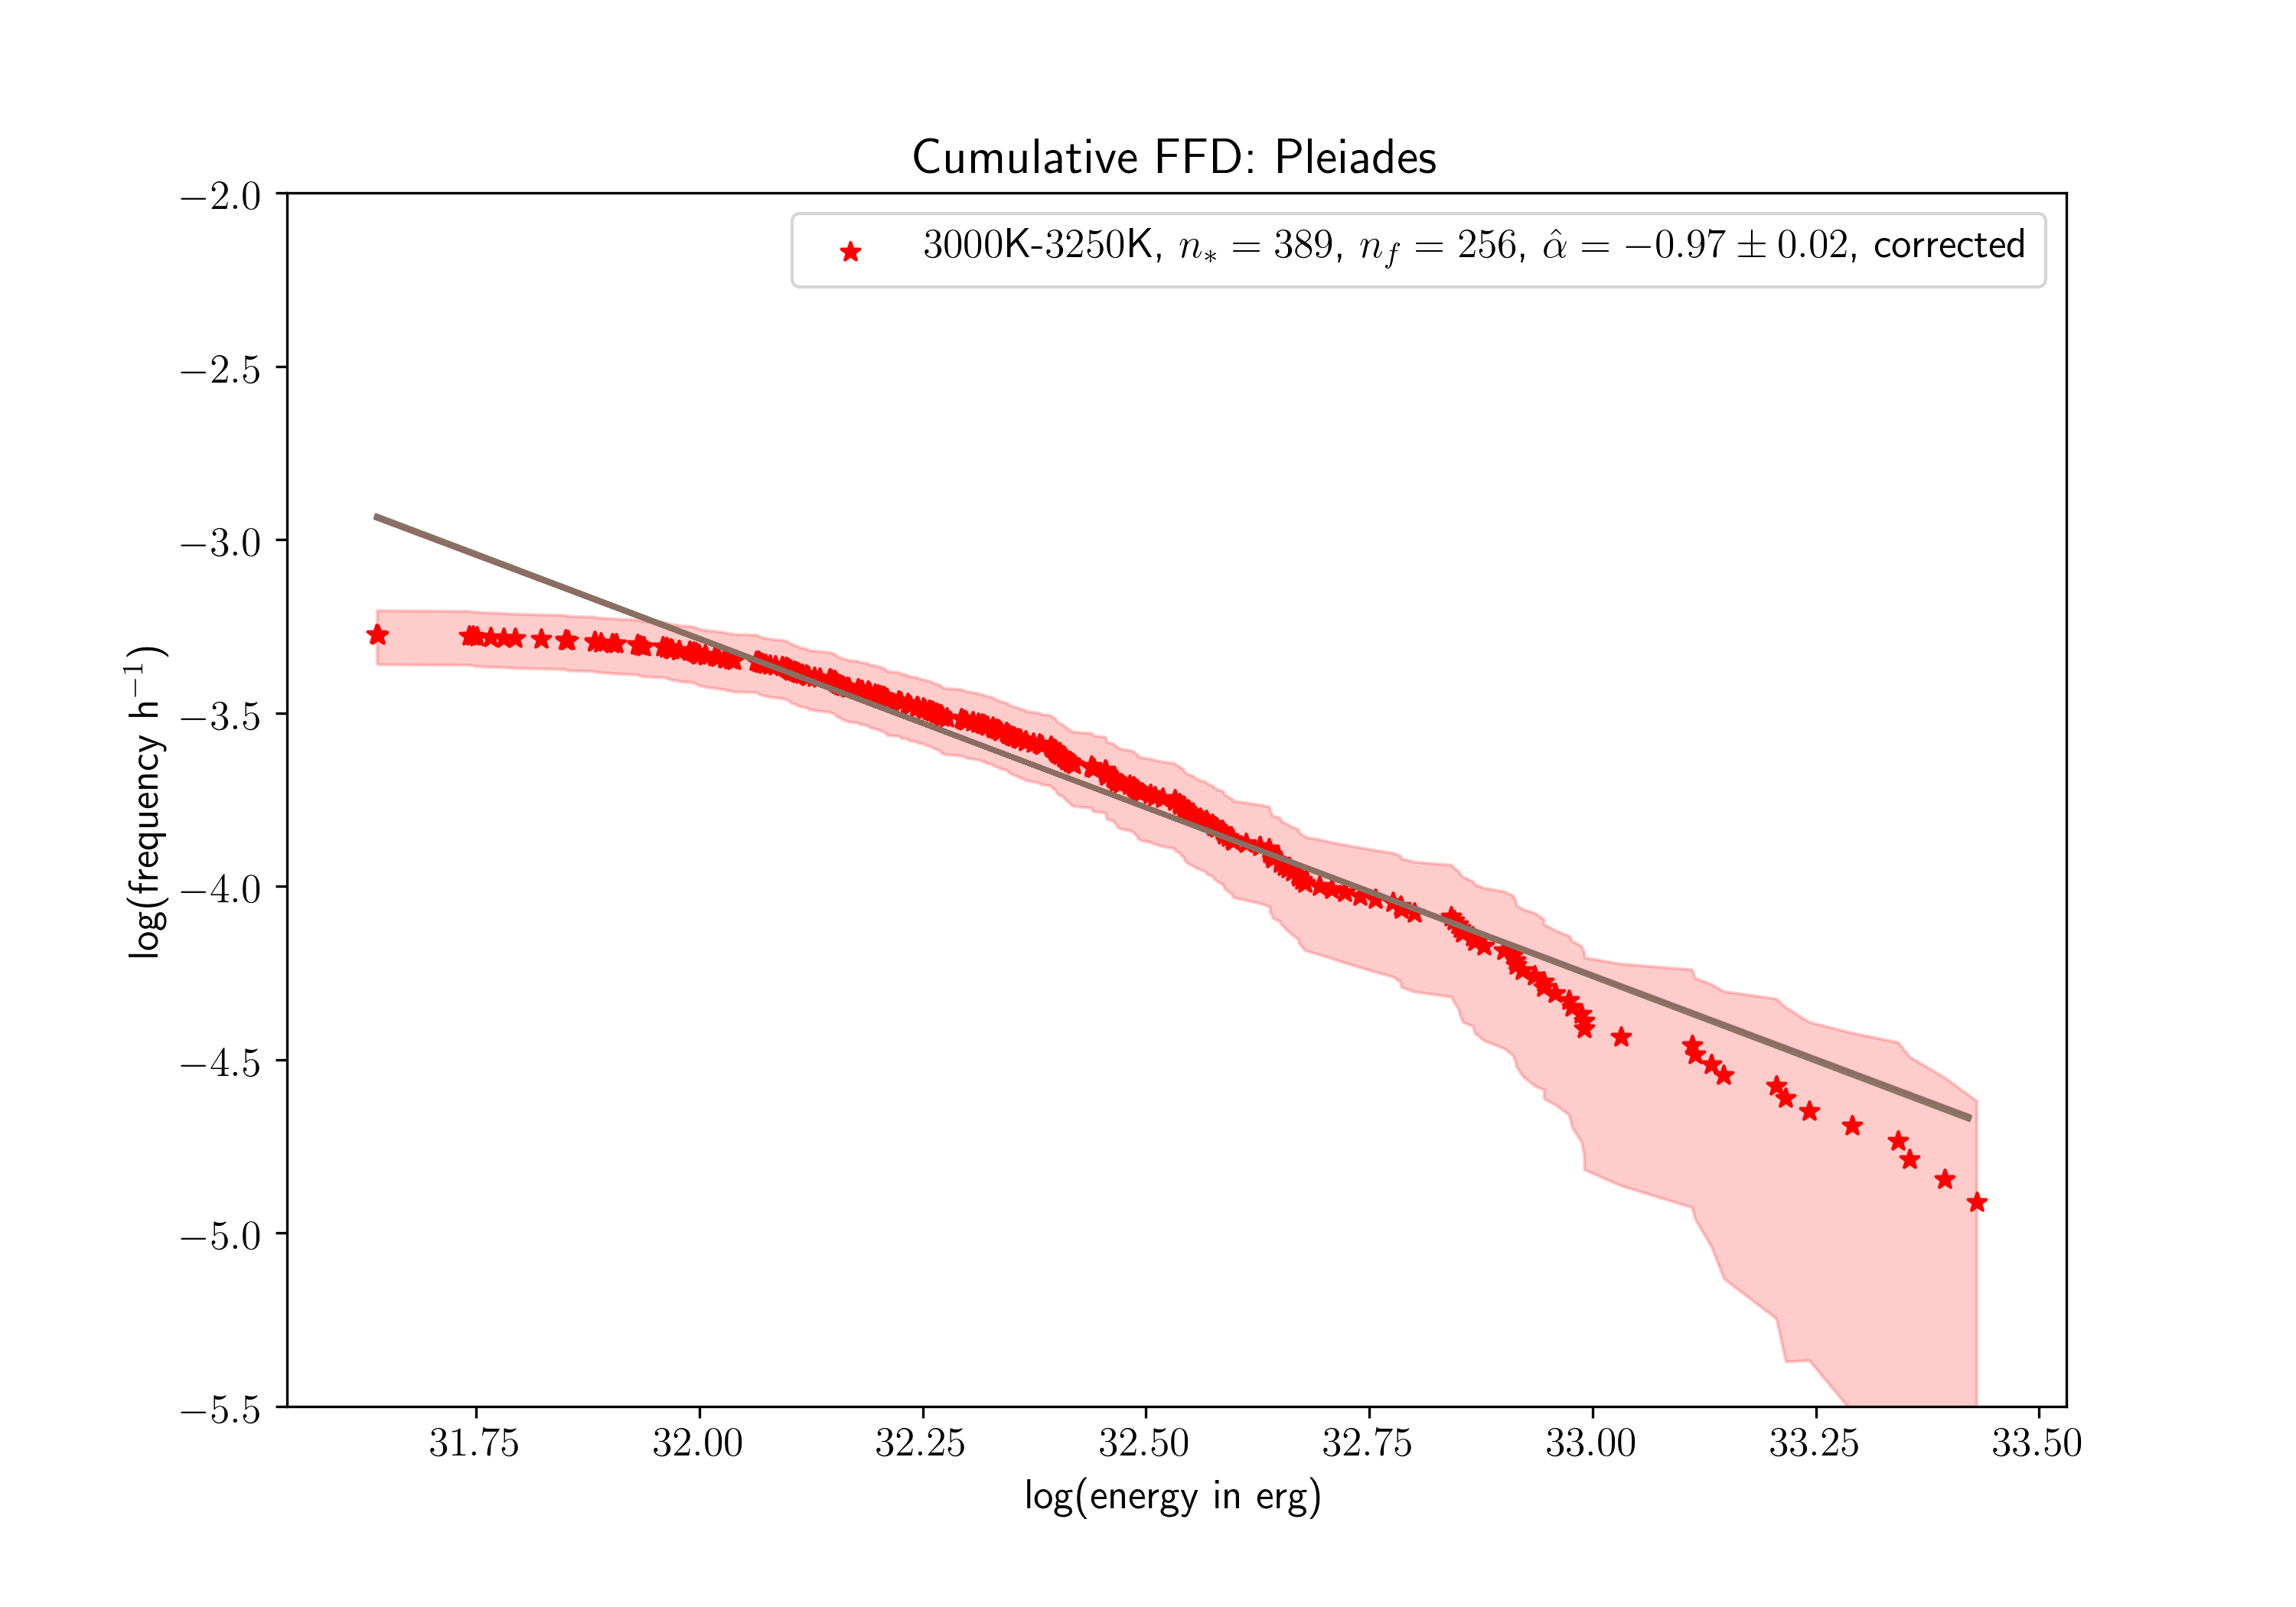 Cumulative FFD: Pleiades
3000K-3250K, n* = 389, n_f = 256, α̂ = −0.97 ± 0.02, corrected
−2.0
−2.5
−3.0
−3.5
−4.0
−4.5
−5.0
−5.5
log(frequency h⁻¹)
31.75 32.00 32.25 32.50 32.75 33.00 33.25 33.50
log(energy in erg)